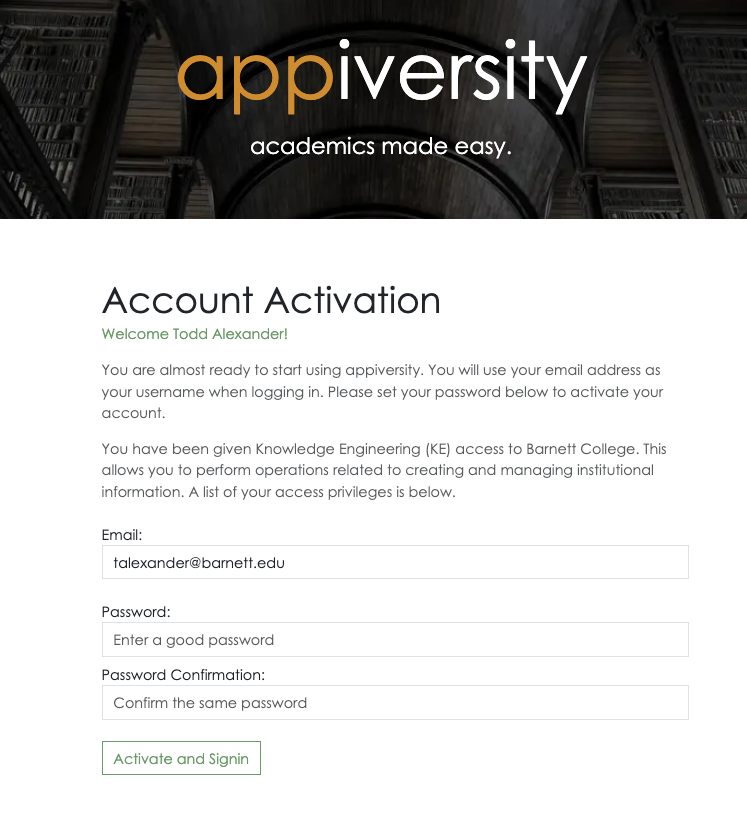 appiversity
academics made easy.
Account Activation
Welcome Todd Alexander!
You are almost ready to start using appiversity. You will use your email address as
your username when logging in. Please set your password below to activate your
account.
You have been given Knowledge Engineering (KE) access to Barnett College. This
allows you to perform operations related to creating and managing institutional
information. A list of your access privileges is below.
Email:
talexander@barnett.edu
Password:
Enter a good password
Password Confirmation:
Confirm the same password
Activate and Signin